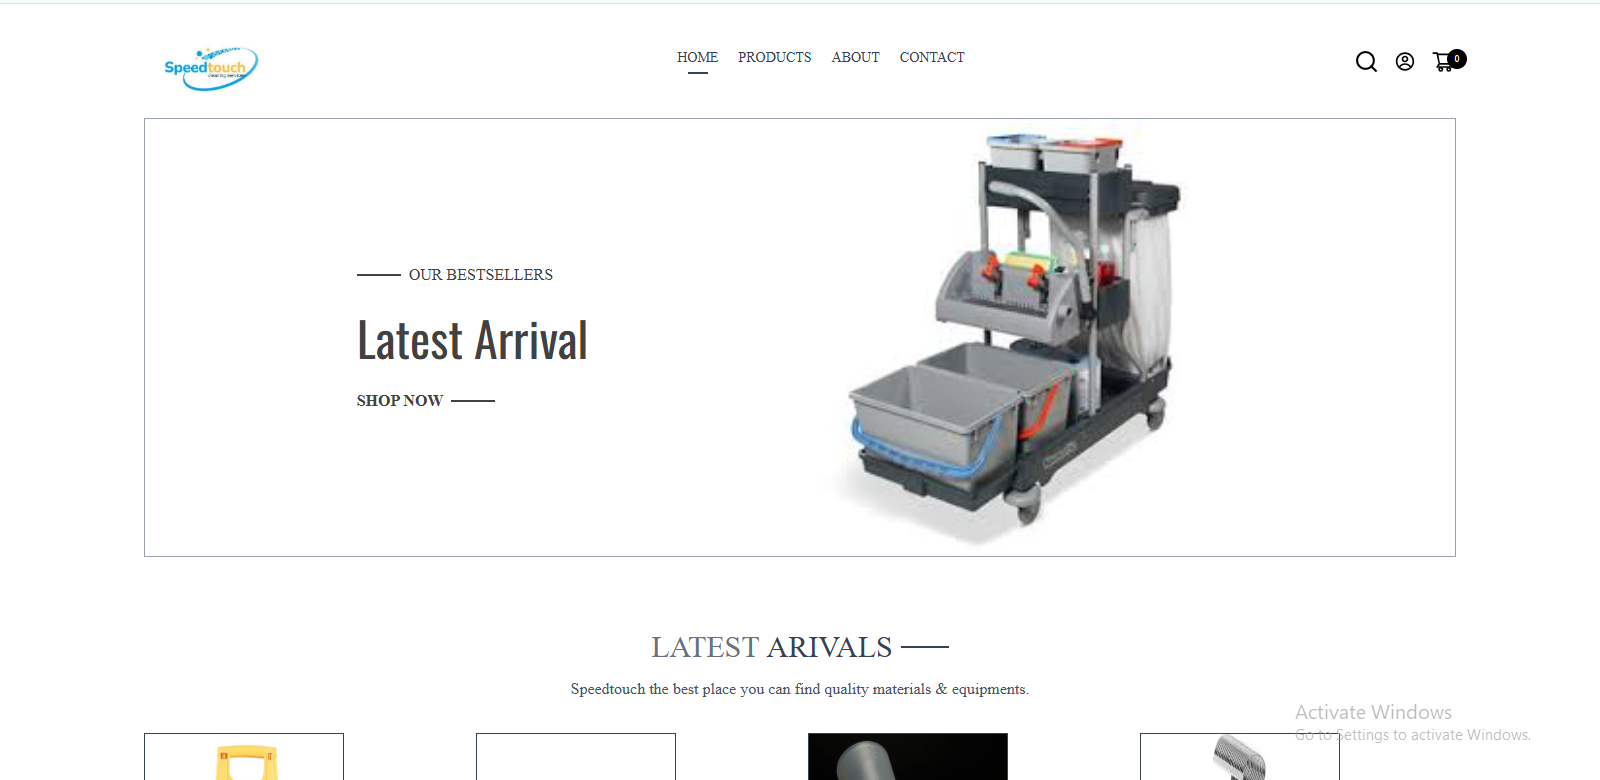 Speedtouch
cleaning services
HOME PRODUCTS ABOUT CONTACT
0
OUR BESTSELLERS
Latest Arrival
SHOP NOW
LATEST ARIVALS
Speedtouch the best place you can find quality materials & equipments.
Activate Windows
Go to Settings to activate Windows.